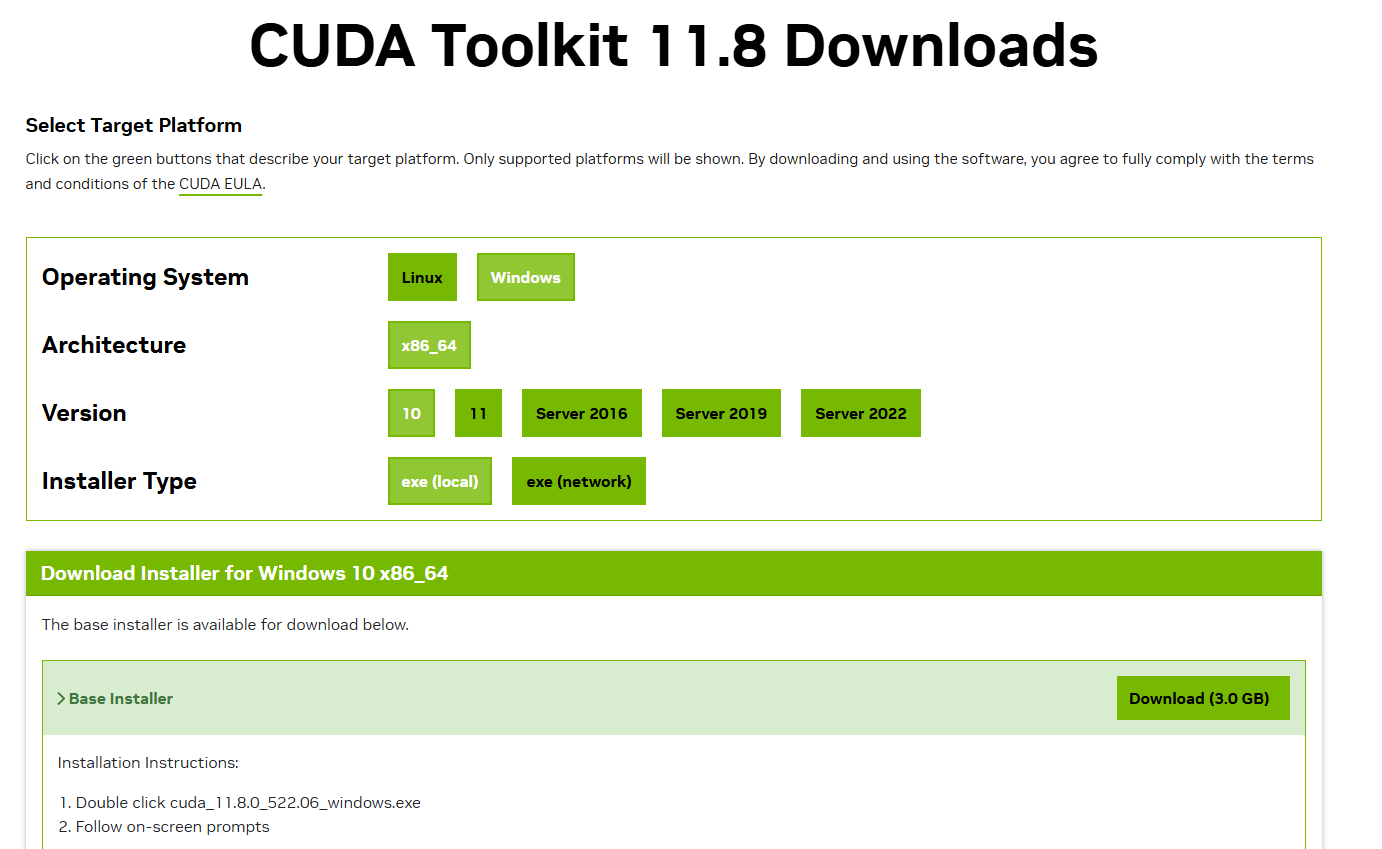 CUDA Toolkit 11.8 Downloads
Select Target Platform
Click on the green buttons that describe your target platform. Only supported platforms will be shown. By downloading and using the software, you agree to fully comply with the terms
and conditions of the CUDA EULA.
Operating System Linux Windows
Architecture x86_64
Version 10 11 Server 2016 Server 2019 Server 2022
Installer Type exe (local) exe (network)
Download Installer for Windows 10 x86_64
The base installer is available for download below.
Base Installer Download (3.0 GB)
Installation Instructions:
1. Double click cuda_11.8.0_522.06_windows.exe
2. Follow on-screen prompts